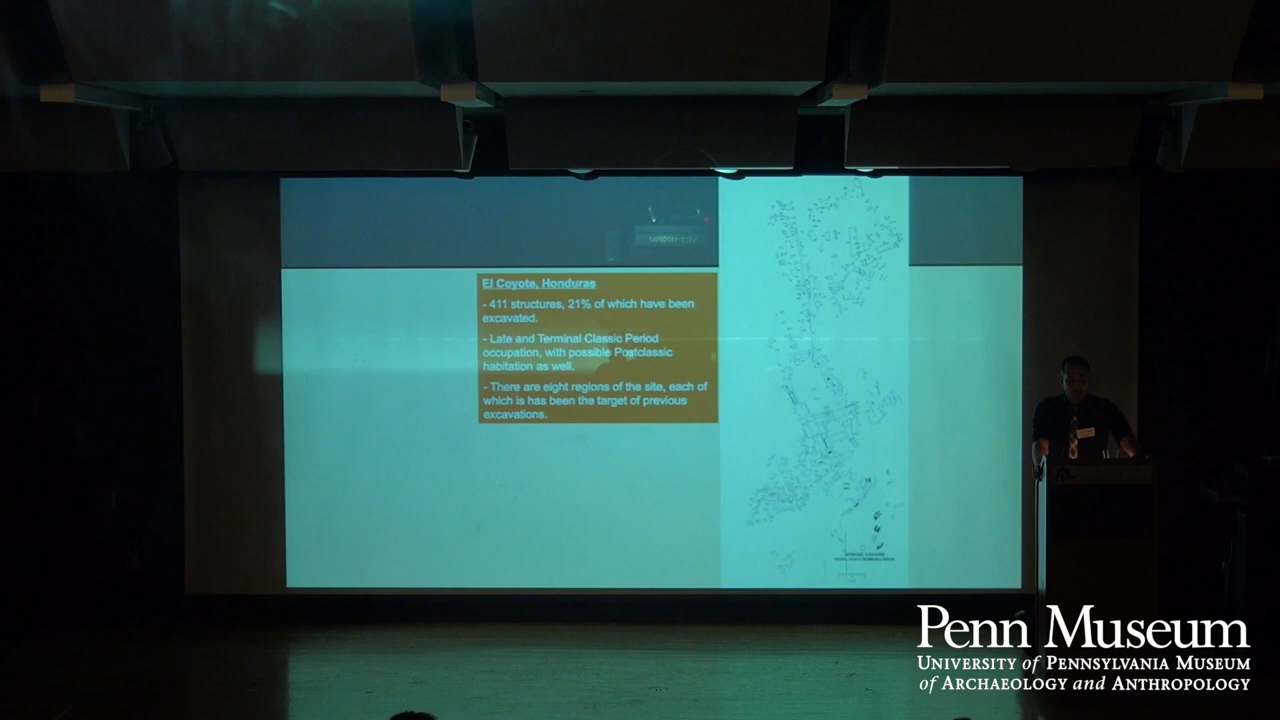 El Coyote, Honduras
- 411 structures, 21% of which have been
excavated.
- Late and Terminal Classic Period
occupation, with possible Postclassic
habitation as well.
- There are eight regions of the site, each of
which is has been the target of previous
excavations.
Penn Museum
UNIVERSITY of PENNSYLVANIA MUSEUM
of ARCHAEOLOGY and ANTHROPOLOGY